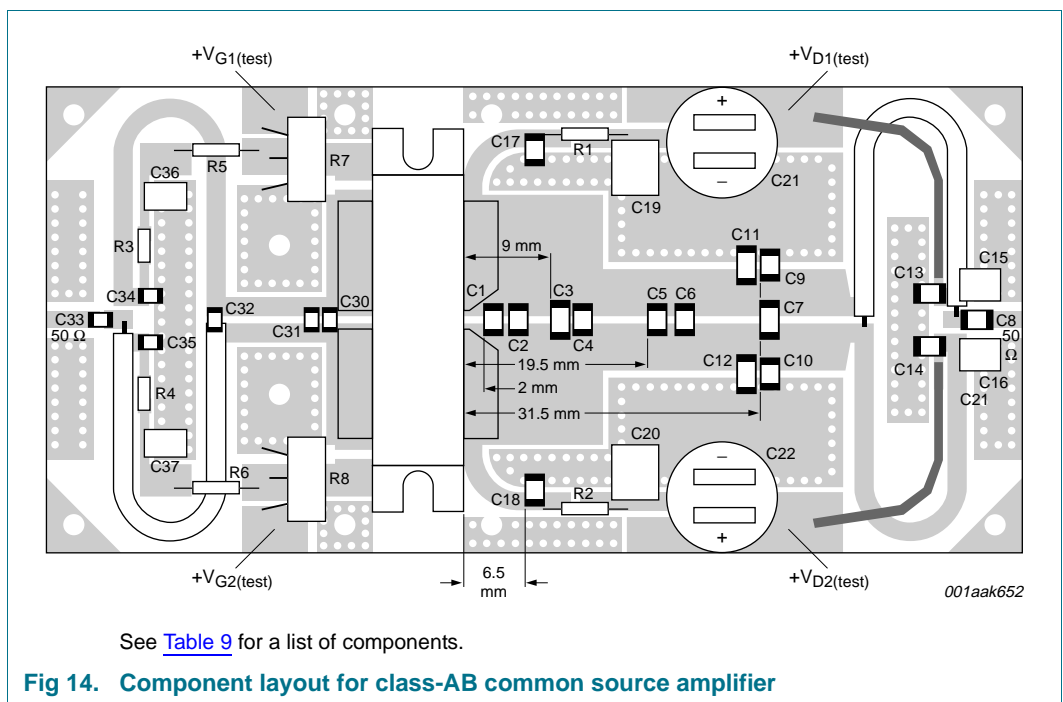 +VG1(test)
+VD1(test)
+
C17
R1
R7
R5
C36
−
C21
C19
R3
9 mm
C11
C9
C15
C13
C34
C1
C3
C5
C6
C7
C32
C30
C33
C31
C8
50 Ω
C2
C4
50
Ω
C35
19.5 mm
C12
C10
C14
2 mm
C16
R4
C21
31.5 mm
C20
C22
C37
R6
R8
−
C18
R2
+
+VG2(test)
6.5
mm
+VD2(test)
001aak652
See Table 9 for a list of components.
Fig 14. Component layout for class-AB common source amplifier